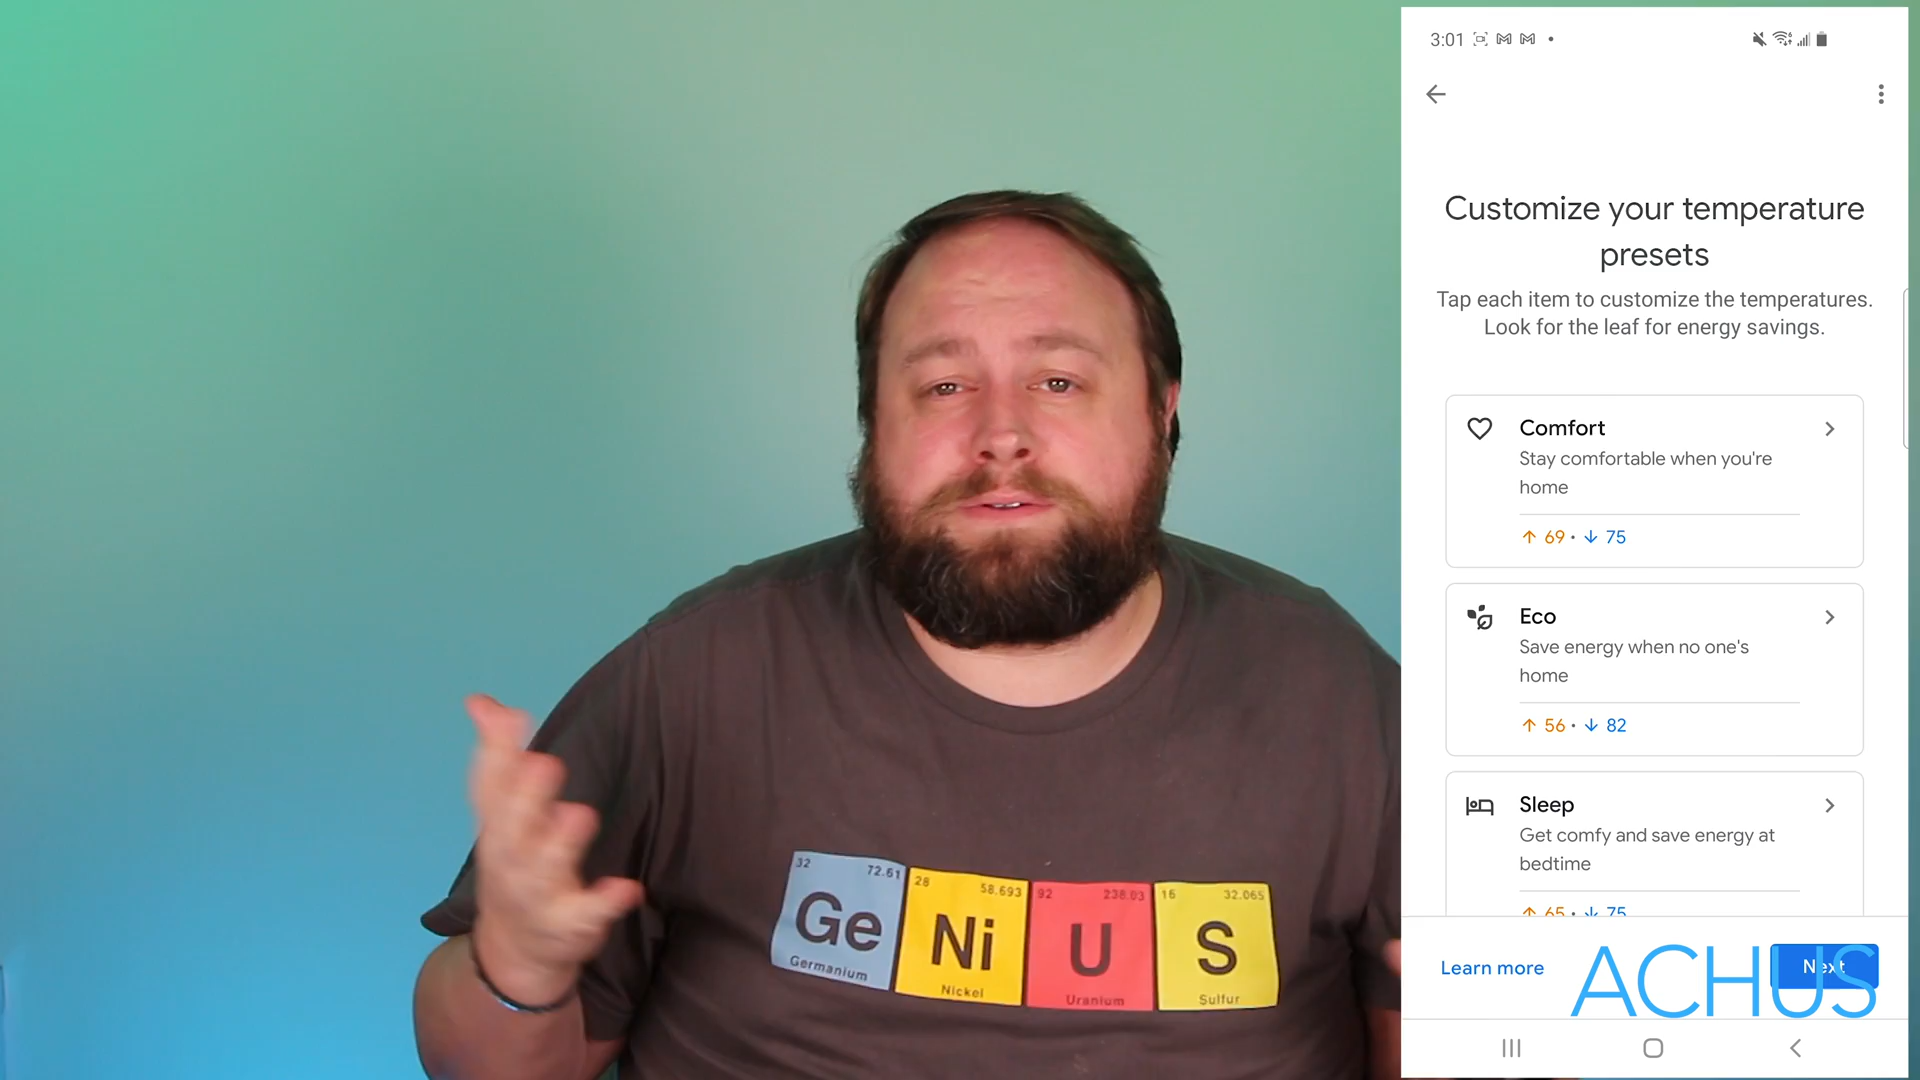 3:01
Customize your temperature
presets
Tap each item to customize the temperatures.
Look for the leaf for energy savings.
Comfort
Stay comfortable when you're
home
↑ 69 · ↓ 75
Eco
Save energy when no one's
home
↑ 56 · ↓ 82
Sleep
Get comfy and save energy at
bedtime
↑ 65 · ↓ 75
Learn more
Next
ACHUS
32 72.61
Ge
Germanium
28 58.693
Ni
Nickel
92 238.03
U
Uranium
16 32.065
S
Sulfur